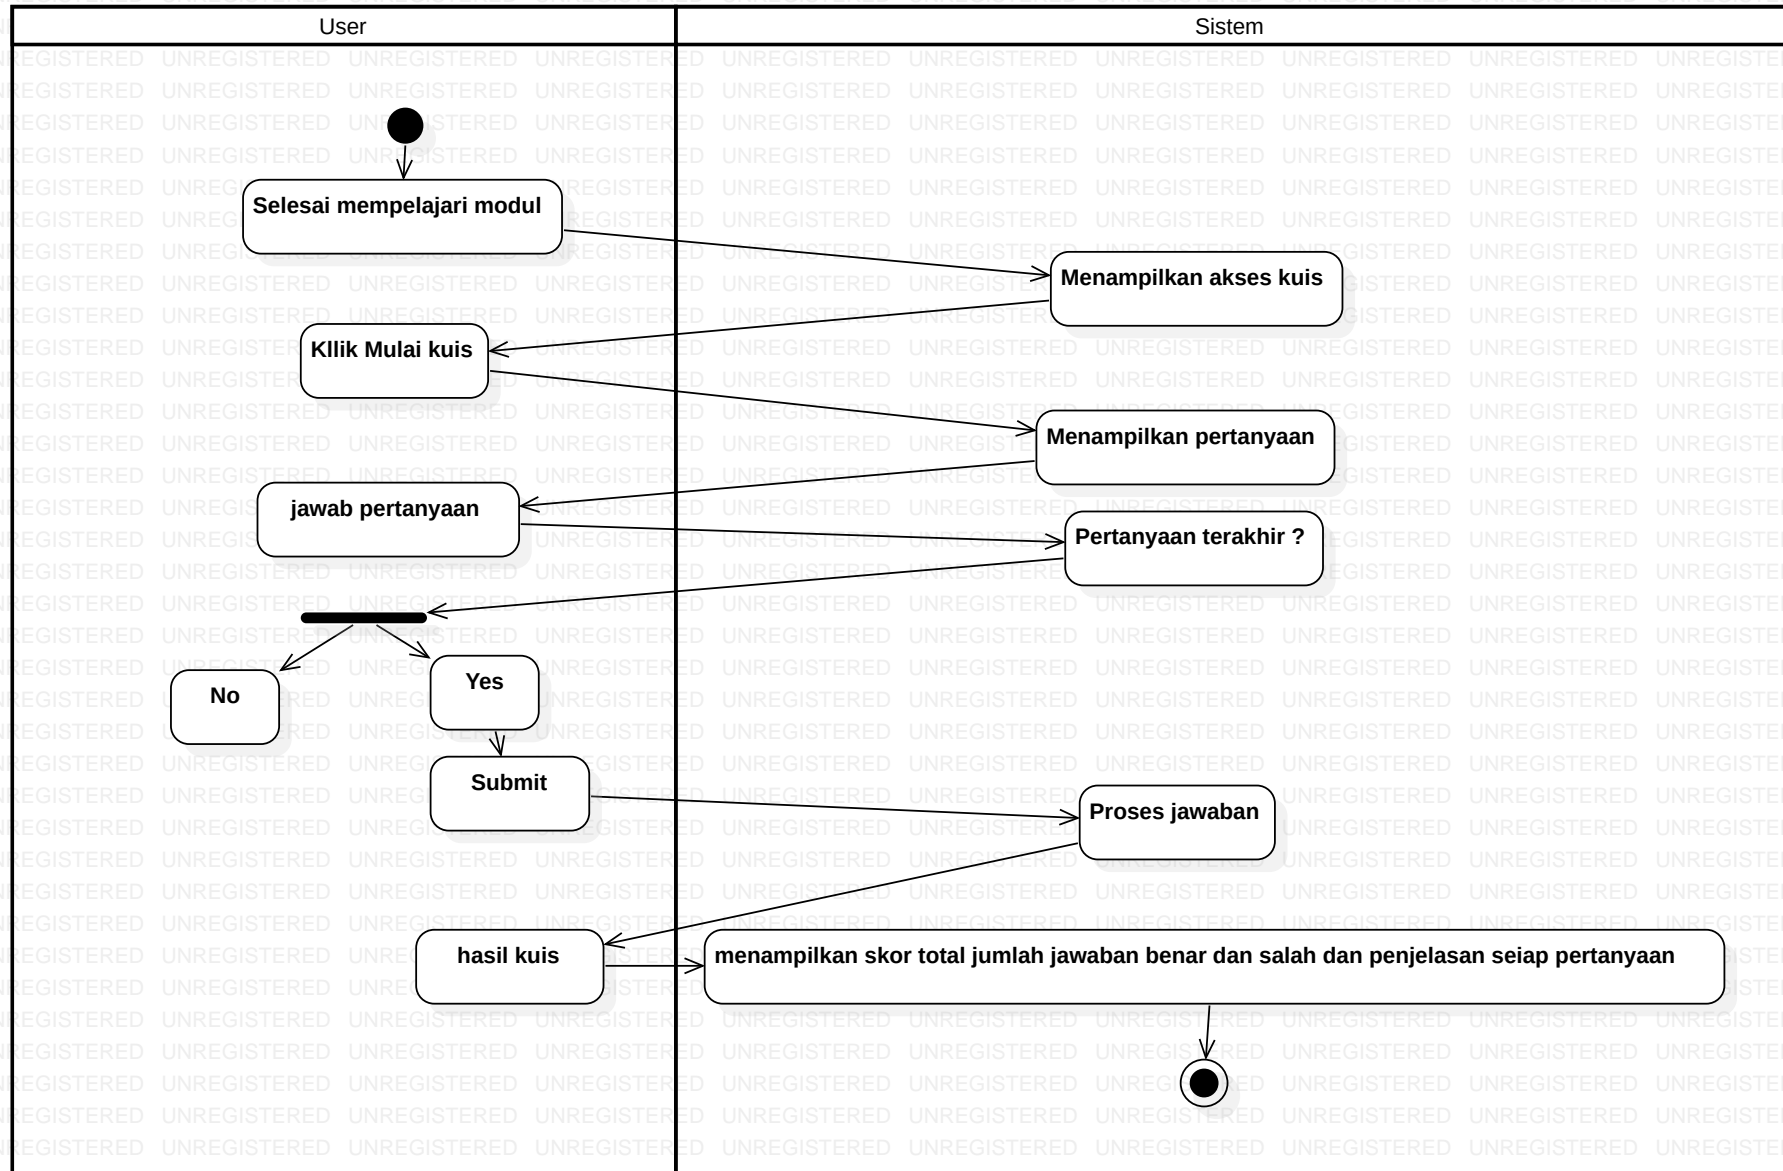 User
Sistem
Selesai mempelajari modul
Menampilkan akses kuis
Kllik Mulai kuis
Menampilkan pertanyaan
jawab pertanyaan
Pertanyaan terakhir ?
No
Yes
Submit
Proses jawaban
hasil kuis
menampilkan skor total jumlah jawaban benar dan salah dan penjelasan seiap pertanyaan
UNREGISTERED